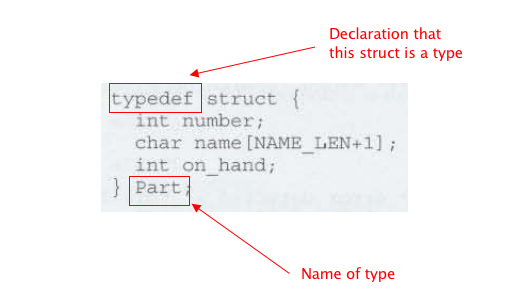 Declaration that
this struct is a type
typedef struct {
int number;
char name[NAME_LEN+1];
int on_hand;
} Part;
Name of type